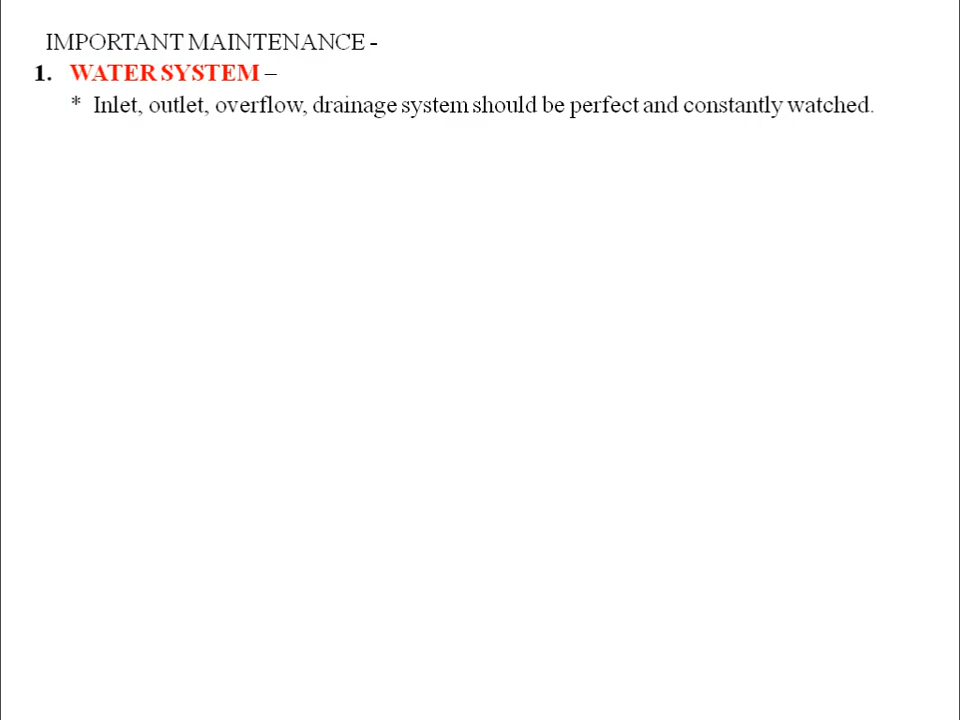 IMPORTANT MAINTENANCE -
1. WATER SYSTEM –
* Inlet, outlet, overflow, drainage system should be perfect and constantly watched.